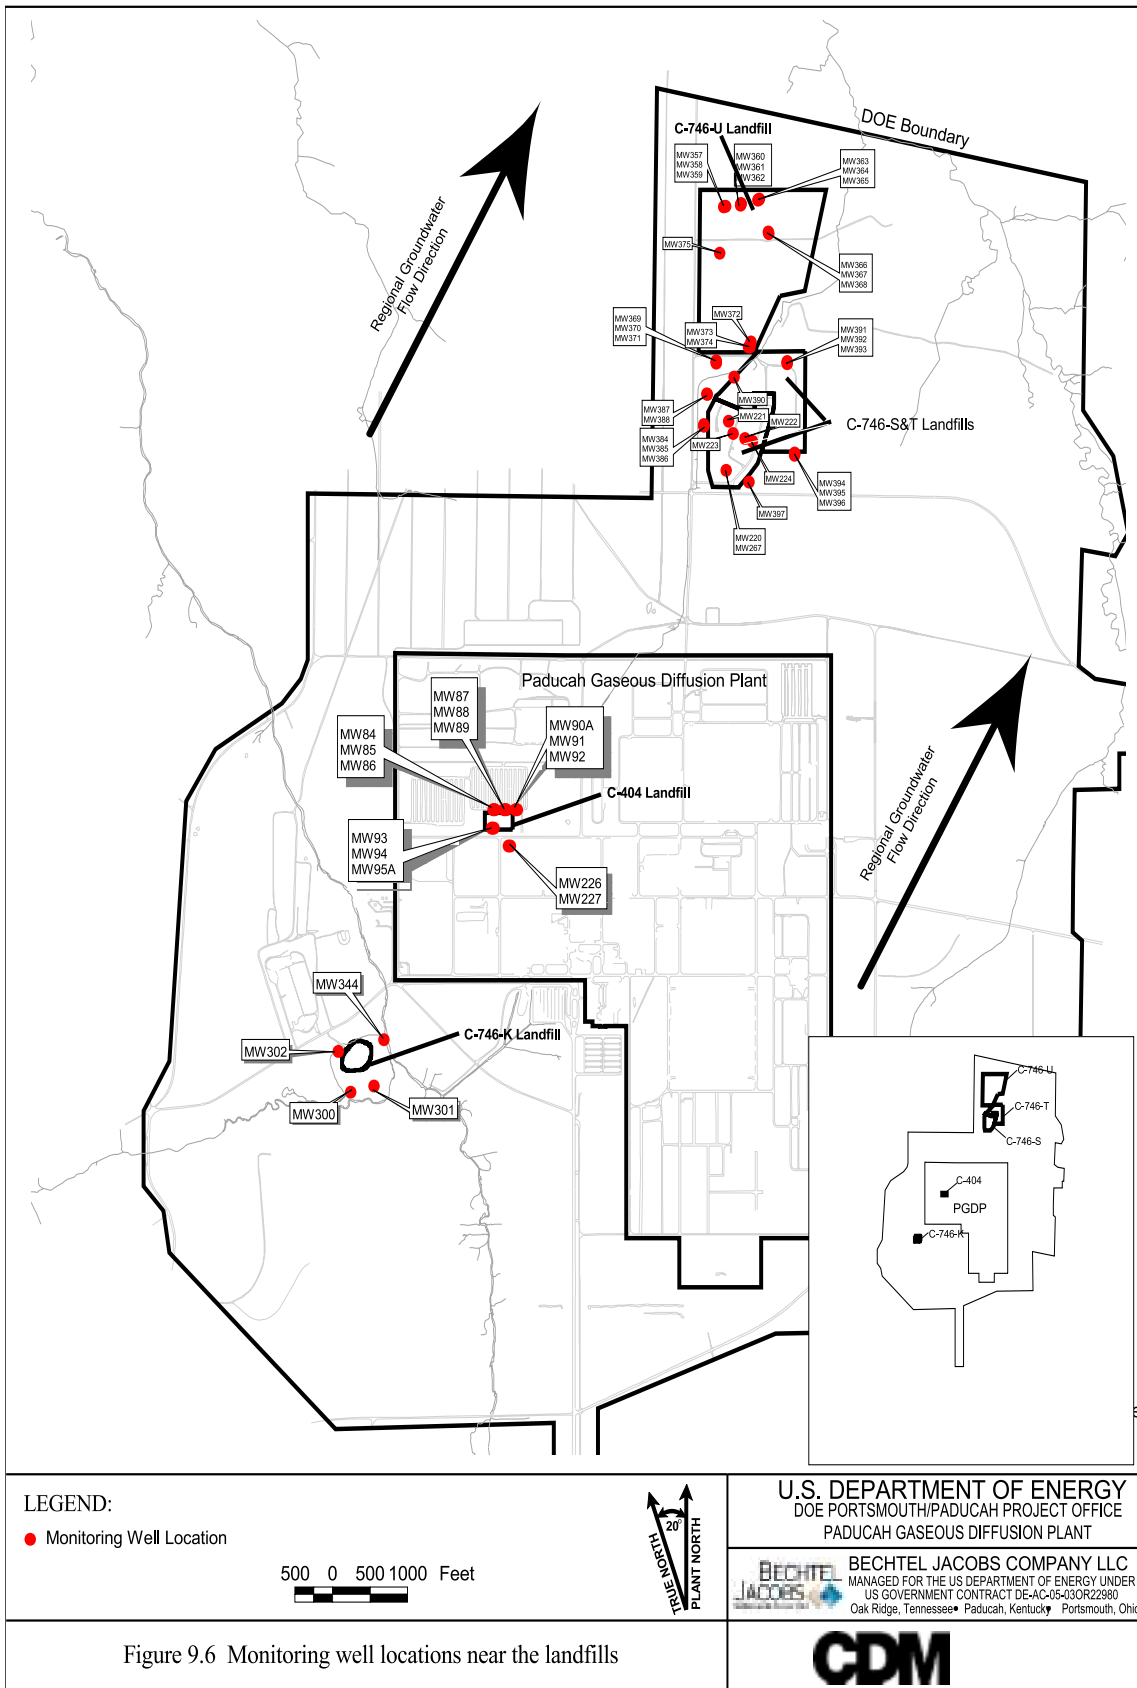 DOE Boundary
C-746-U Landfill
MW357
MW358
MW359
MW360
MW361
MW362
MW363
MW364
MW365
Regional Groundwater
Flow Direction
MW375
MW366
MW367
MW368
MW372
MW369
MW370
MW371
MW373
MW374
MW391
MW392
MW393
MW390
MW387
MW388
MW221
MW222
C-746-S&T Landfills
MW384
MW385
MW386
MW223
MW224
MW394
MW395
MW396
MW397
MW220
MW267
Paducah Gaseous Diffusion Plant
MW87
MW88
MW89
MW90A
MW91
MW92
MW84
MW85
MW86
C-404 Landfill
MW93
MW94
MW95A
MW226
MW227
Regional Groundwater
Flow Direction
MW344
C-746-K Landfill
MW302
MW300
MW301
C-746-U
C-746-T
C-746-S
C-404
PGDP
C-746-K
LEGEND:
Monitoring Well Location
500 0 500 1000 Feet
20°
TRUE NORTH
PLANT NORTH
U.S. DEPARTMENT OF ENERGY
DOE PORTSMOUTH/PADUCAH PROJECT OFFICE
PADUCAH GASEOUS DIFFUSION PLANT
BECHTEL
JACOBS
BECHTEL JACOBS COMPANY LLC
MANAGED FOR THE US DEPARTMENT OF ENERGY UNDER
US GOVERNMENT CONTRACT DE-AC-05-03OR22980
Oak Ridge, Tennessee• Paducah, Kentucky• Portsmouth, Ohio
Figure 9.6 Monitoring well locations near the landfills
CDM